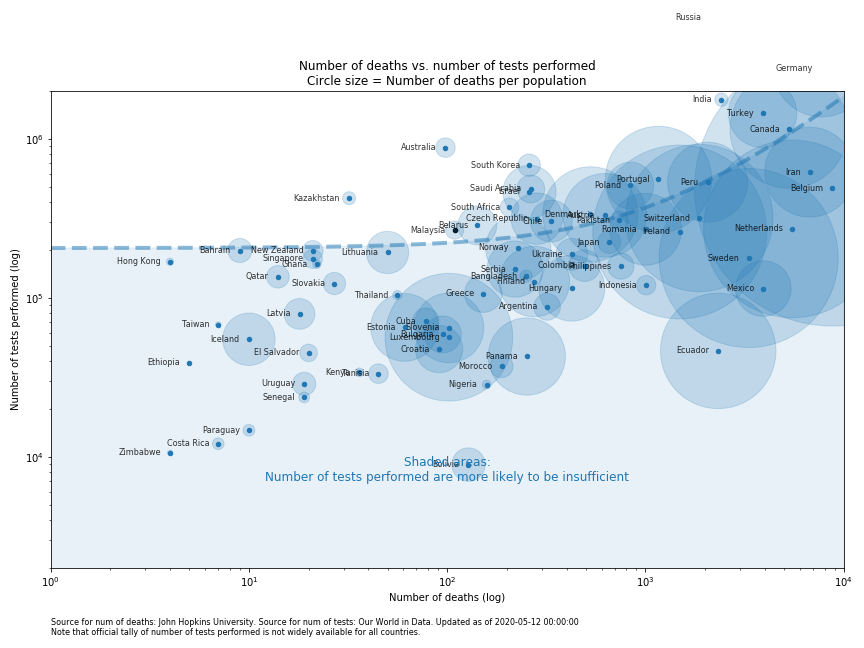 Russia
Number of deaths vs. number of tests performed
Circle size = Number of deaths per population
Germany
India
Turkey
10⁶
Canada
Australia
South Korea
Iran
Portugal
Peru
Poland
Saudi Arabia
Israel
Belgium
Kazakhstan
South Africa
Denmark
Austria
Czech Republic
Chile
Pakistan
Switzerland
Belarus
Malaysia
Romania
Ireland
Netherlands
Japan
Bahrain
New Zealand
Lithuania
Norway
Ukraine
Hong Kong
Singapore
Ghana
Sweden
Colombia
Philippines
Serbia
Qatar
Bangladesh
Finland
Slovakia
Indonesia
10⁵
Thailand
Greece
Hungary
Mexico
Argentina
Latvia
Taiwan
Cuba
Estonia
Slovenia
Bulgaria
Iceland
Luxembourg
Croatia
El Salvador
Panama
Ecuador
Ethiopia
Kenya
Tunisia
Morocco
Uruguay
Nigeria
Senegal
Paraguay
Costa Rica
Zimbabwe
10⁴
Bolivia
Shaded areas:
Number of tests performed are more likely to be insufficient
Number of tests performed (log)
10⁰ 10¹ 10² 10³ 10⁴
Number of deaths (log)
Source for num of deaths: John Hopkins University. Source for num of tests: Our World in Data. Updated as of 2020-05-12 00:00:00
Note that official tally of number of tests performed is not widely available for all countries.